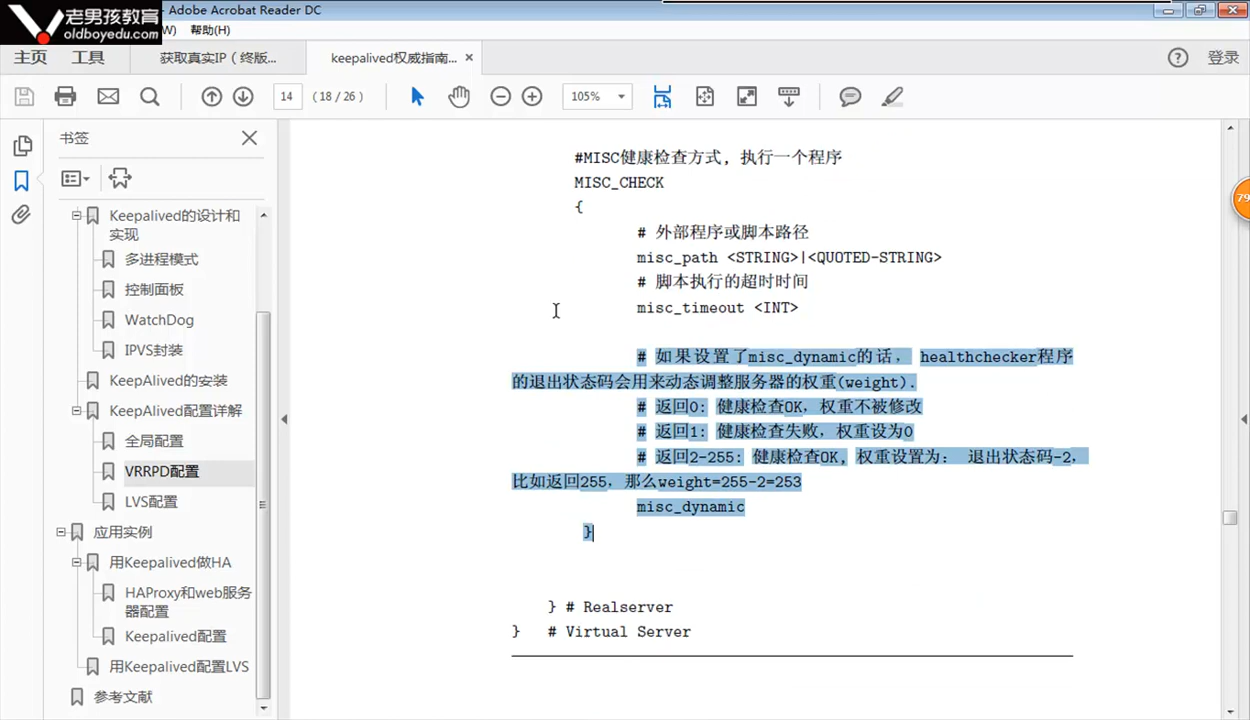 老男孩教育
oldboyedu.com
- Adobe Acrobat Reader DC
W) 帮助(H)
主页 工具 获取真实IP（终版... keepalived权威指南... × 登录
14 (18 / 26) 105%
书签
Keepalived的设计和
实现
多进程模式
控制面板
WatchDog
IPVS封装
KeepAlived的安装
KeepAlived配置详解
全局配置
VRRPD配置
LVS配置
应用实例
用Keepalived做HA
HAProxy和web服务
器配置
Keepalived配置
用Keepalived配置LVS
参考文献
#MISC健康检查方式，执行一个程序
MISC_CHECK
{
# 外部程序或脚本路径
misc_path <STRING>|<QUOTED-STRING>
# 脚本执行的超时时间
misc_timeout <INT>
# 如果设置了misc_dynamic的话， healthchecker程序
的退出状态码会用来动态调整服务器的权重(weight).
# 返回0: 健康检查OK，权重不被修改
# 返回1: 健康检查失败，权重设为0
# 返回2-255: 健康检查OK, 权重设置为: 退出状态码-2,
比如返回255，那么weight=255-2=253
misc_dynamic
}
} # Realserver
} # Virtual Server
79